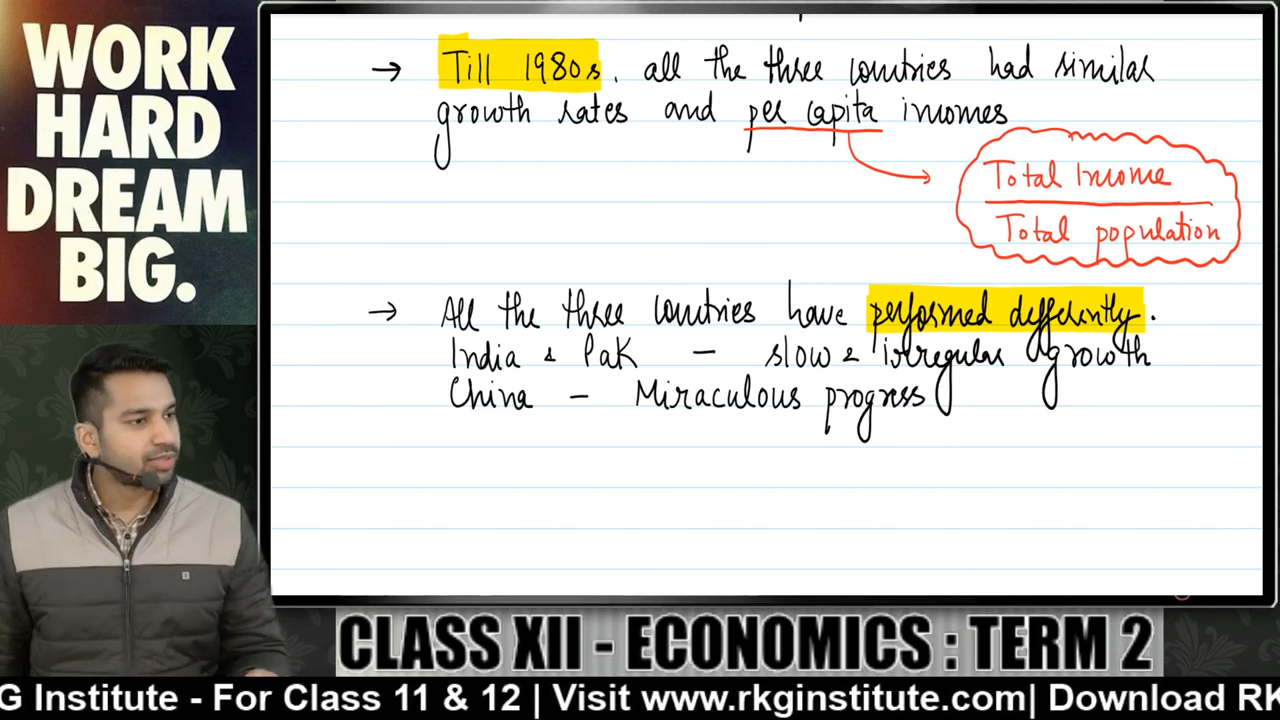 WORK
HARD
DREAM
BIG.
→ Till 1980s, all the three countries had similar
growth rates and per capita incomes
Total Income
Total population
→ All the three countries have performed differently.
India & Pak – slow & irregular growth
China – Miraculous progress
CLASS XII - ECONOMICS : TERM 2
G Institute - For Class 11 & 12 | Visit www.rkginstitute.com| Download RK